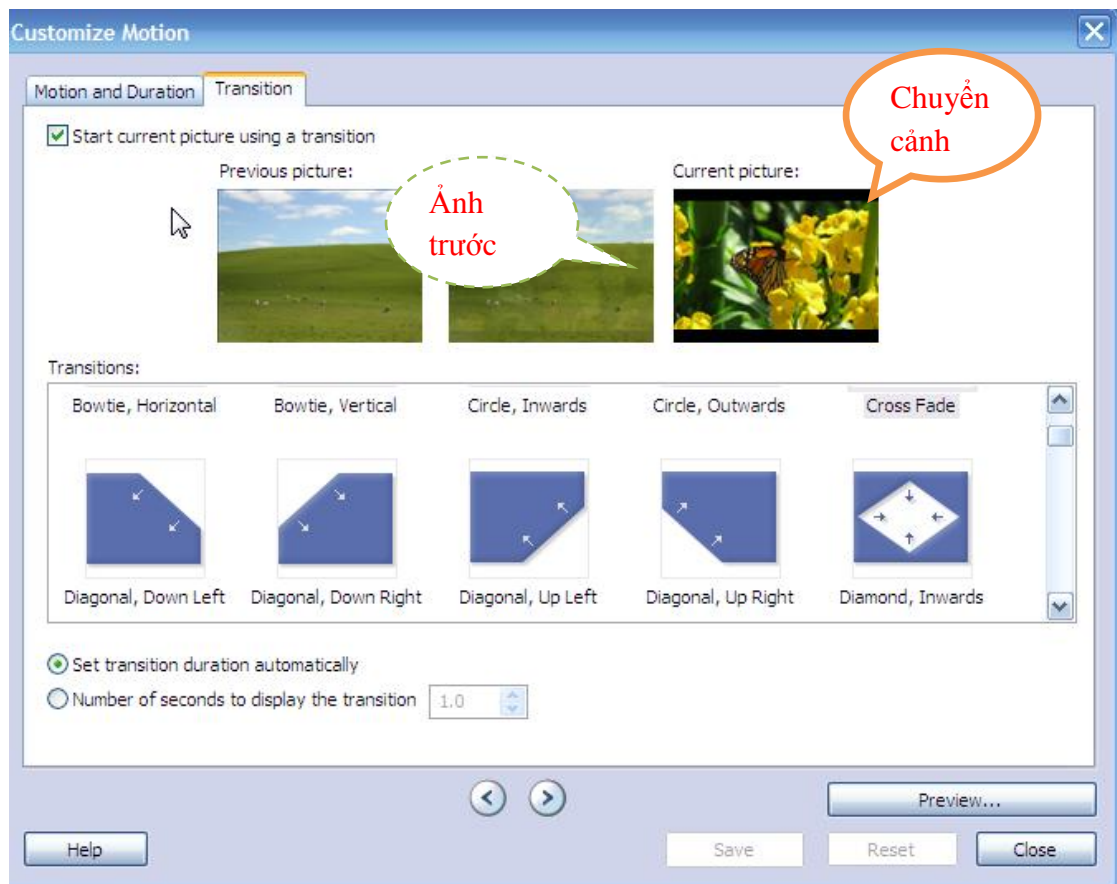 Customize Motion
Motion and Duration
Transition
Chuyển
cảnh
Start current picture using a transition
Previous picture:
Current picture:
Ảnh
trước
Transitions:
Bowtie, Horizontal
Bowtie, Vertical
Circle, Inwards
Circle, Outwards
Cross Fade
Diagonal, Down Left
Diagonal, Down Right
Diagonal, Up Left
Diagonal, Up Right
Diamond, Inwards
Set transition duration automatically
Number of seconds to display the transition
1.0
Preview...
Help
Save
Reset
Close